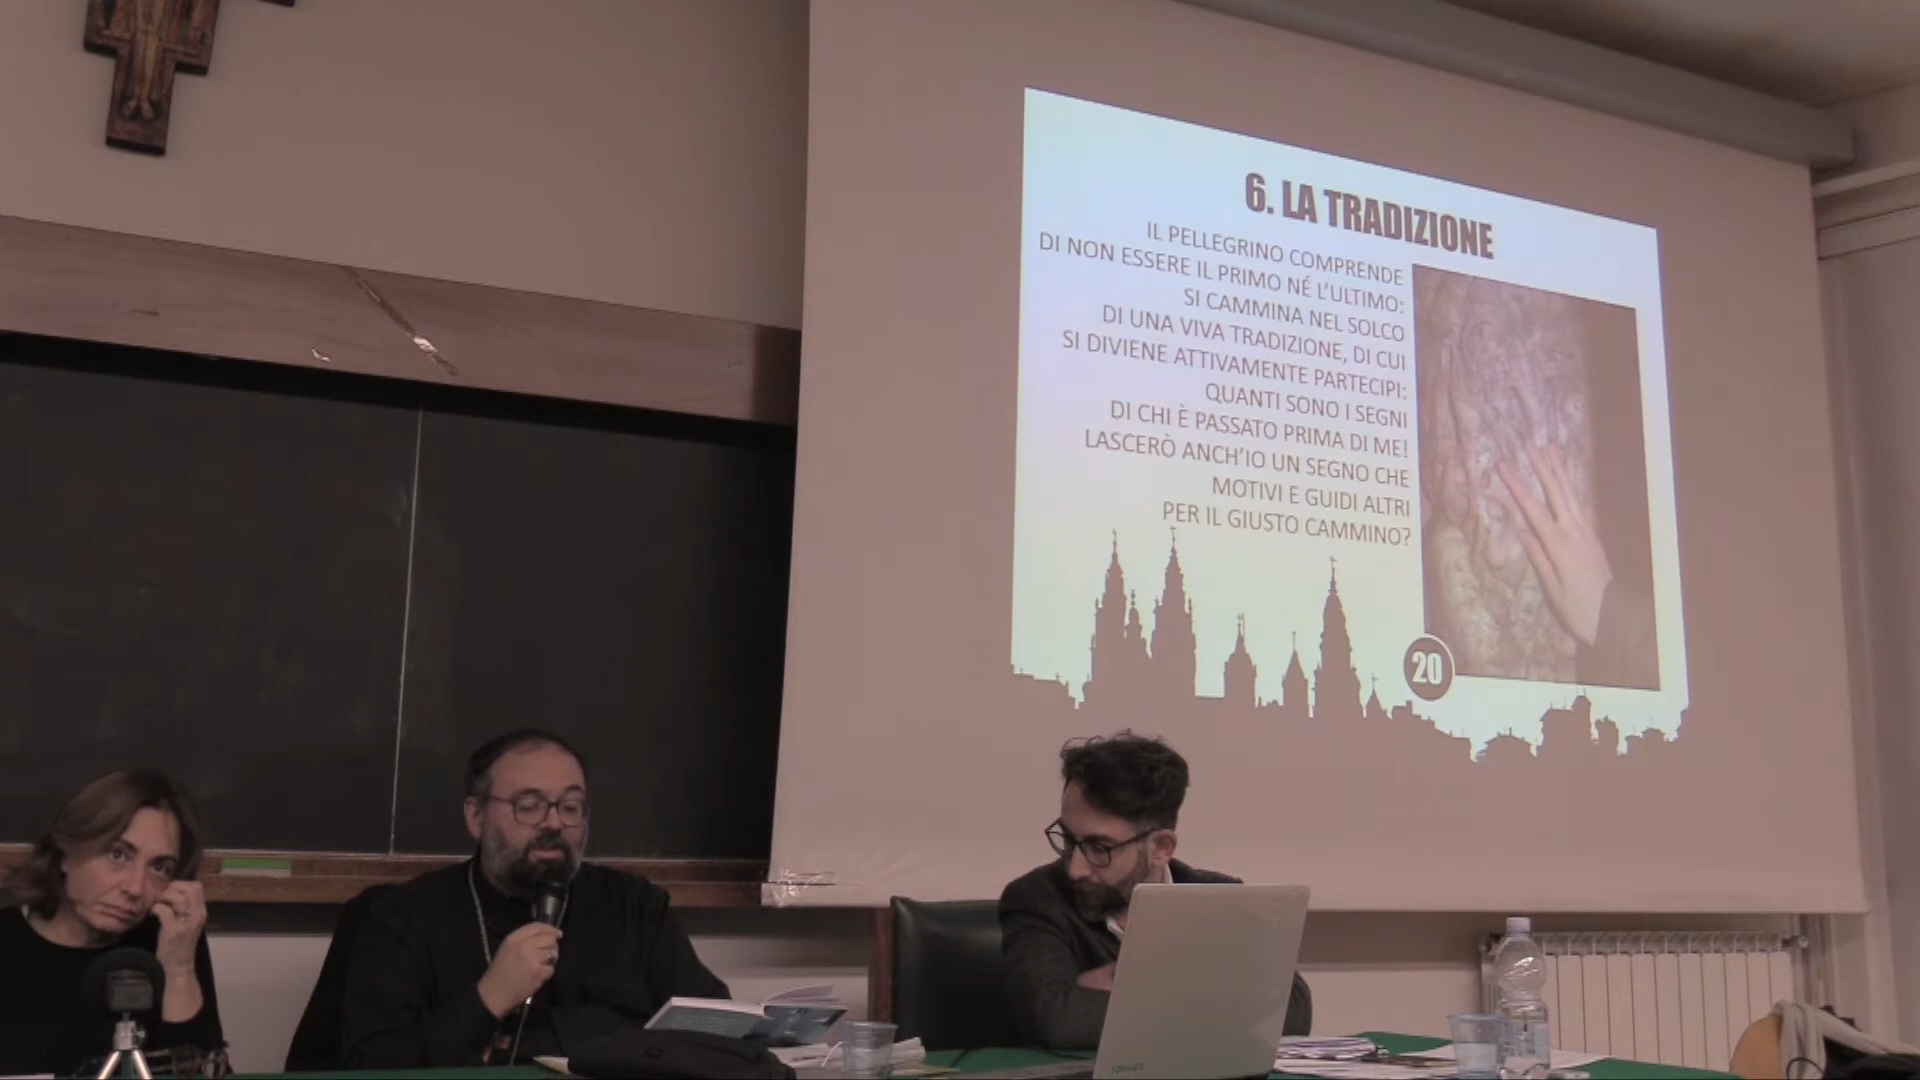 6. LA TRADIZIONE
IL PELLEGRINO COMPRENDE
DI NON ESSERE IL PRIMO NÉ L'ULTIMO:
SI CAMMINA NEL SOLCO
DI UNA VIVA TRADIZIONE, DI CUI
SI DIVIENE ATTIVAMENTE PARTECIPI:
QUANTI SONO I SEGNI
DI CHI È PASSATO PRIMA DI ME!
LASCERÒ ANCH'IO UN SEGNO CHE
MOTIVI E GUIDI ALTRI
PER IL GIUSTO CAMMINO?
20